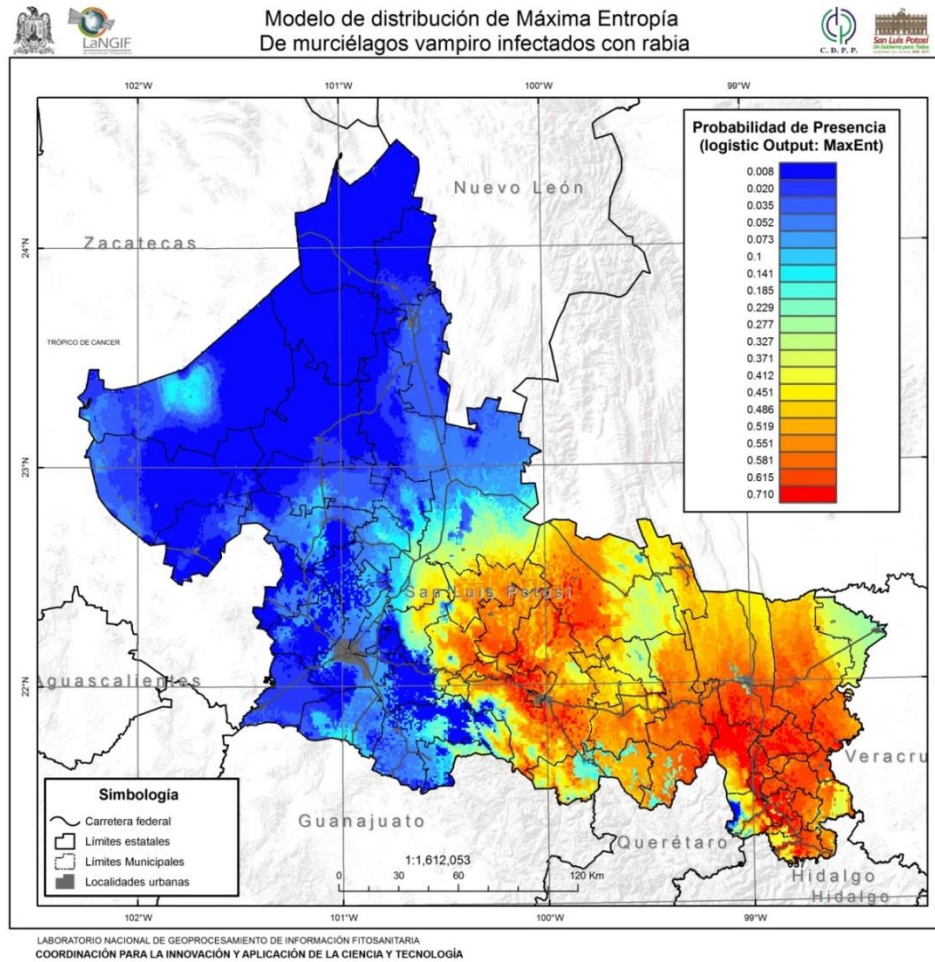 LaNGIF
Modelo de distribución de Máxima Entropía
De murciélagos vampiro infectados con rabia
C. D. P. P.
San Luis Potosí
102°W
101°W
100°W
99°W
Probabilidad de Presencia
(logistic Output: MaxEnt)
0.008
0.020
0.035
0.052
0.073
0.1
0.141
0.185
0.229
0.277
0.327
0.371
0.412
0.451
0.486
0.519
0.551
0.581
0.615
0.710
Nuevo León
Zacatecas
24°N
24°N
TRÓPICO DE CANCER
23°N
23°N
San Luis Potosí
22°N
22°N
Aguascalientes
Veracru
Guanajuato
Querétaro
Hidalgo
Hidalgo
Simbología
Carretera federal
Límites estatales
Límites Municipales
Localidades urbanas
1:1,612,053
0 30 60 120 Km
102°W
101°W
100°W
99°W
LABORATORIO NACIONAL DE GEOPROCESAMIENTO DE INFORMACIÓN FITOSANITARIA
COORDINACIÓN PARA LA INNOVACIÓN Y APLICACIÓN DE LA CIENCIA Y TECNOLOGÍA